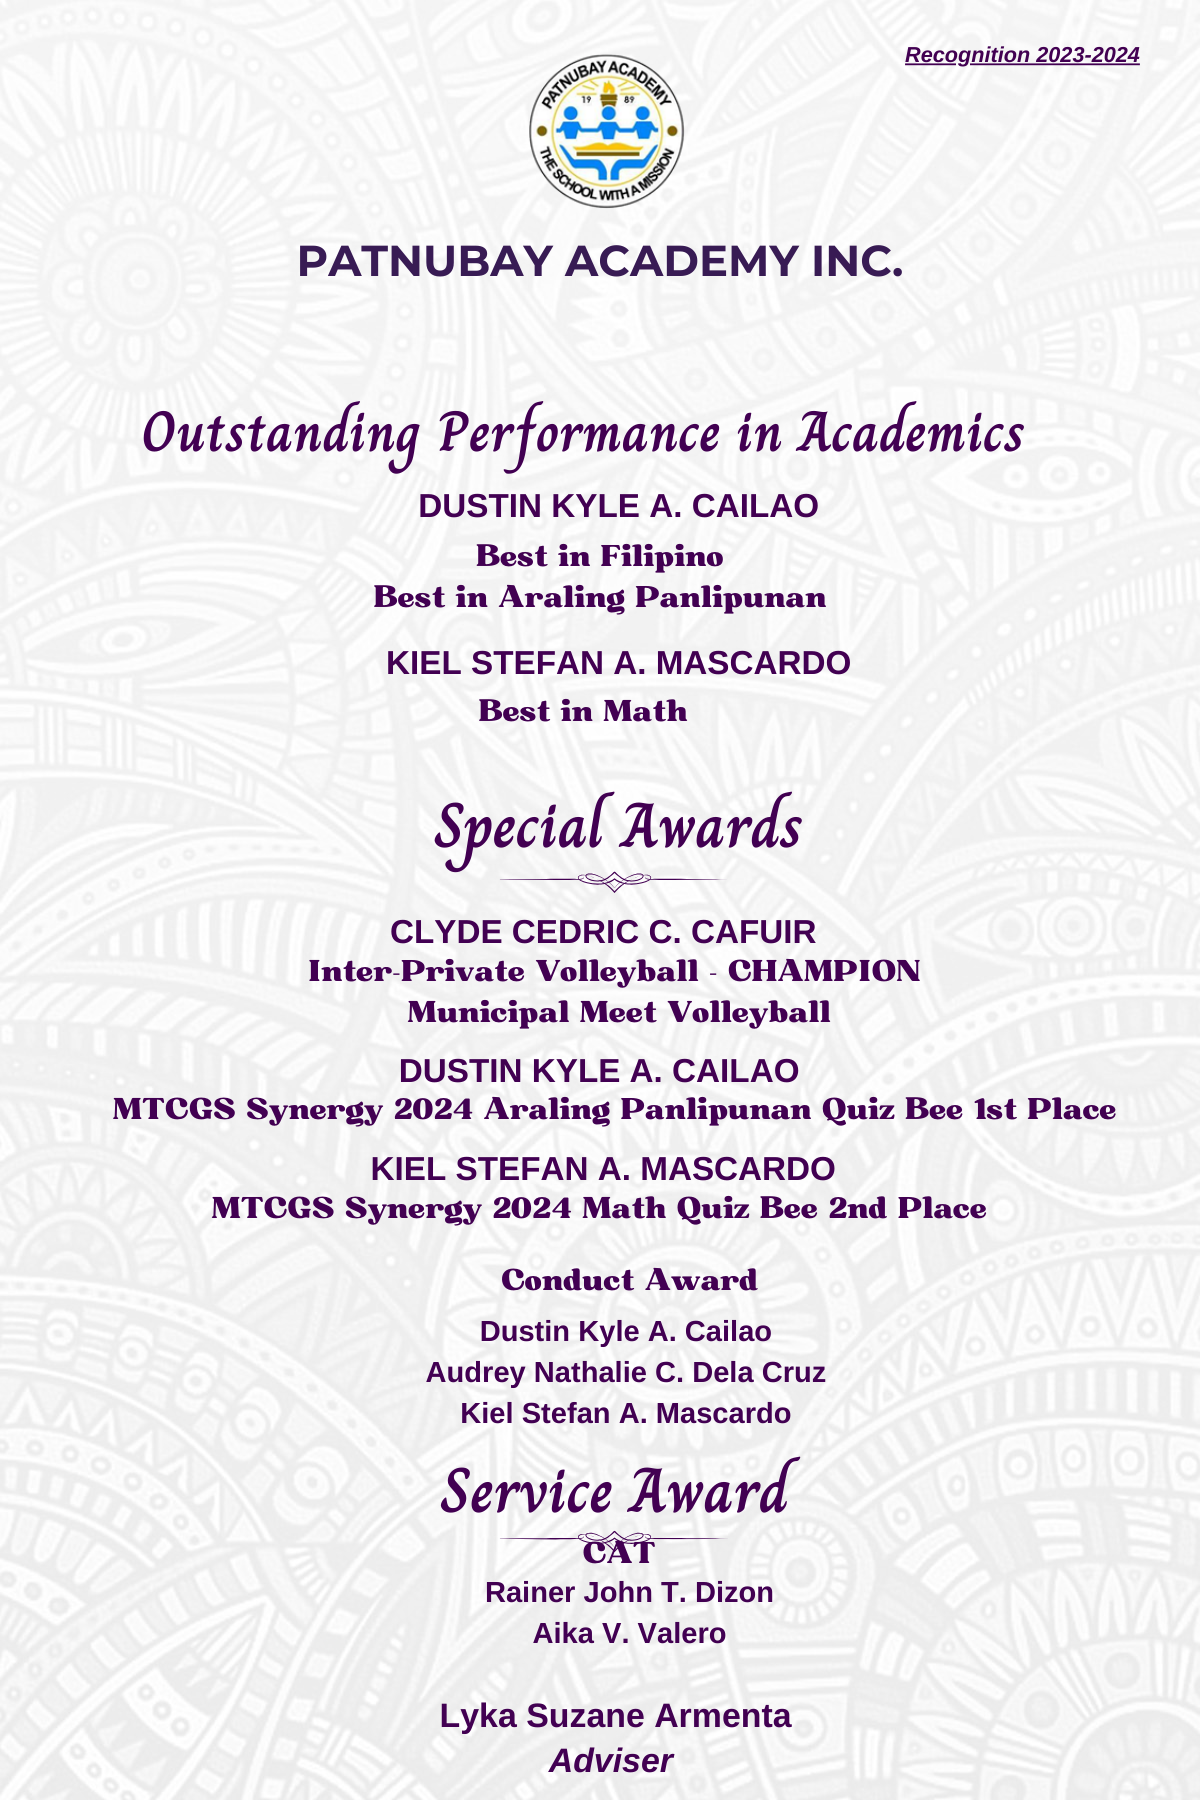 Recognition 2023-2024
PATNUBAY ACADEMY
19 89
THE SCHOOL WITH A MISSION
PATNUBAY ACADEMY INC.
Outstanding Performance in Academics
DUSTIN KYLE A. CAILAO
Best in Filipino
Best in Araling Panlipunan
KIEL STEFAN A. MASCARDO
Best in Math
Special Awards
CLYDE CEDRIC C. CAFUIR
Inter-Private Volleyball - CHAMPION
Municipal Meet Volleyball
DUSTIN KYLE A. CAILAO
MTCGS Synergy 2024 Araling Panlipunan Quiz Bee 1st Place
KIEL STEFAN A. MASCARDO
MTCGS Synergy 2024 Math Quiz Bee 2nd Place
Conduct Award
Dustin Kyle A. Cailao
Audrey Nathalie C. Dela Cruz
Kiel Stefan A. Mascardo
Service Award
CAT
Rainer John T. Dizon
Aika V. Valero
Lyka Suzane Armenta
Adviser